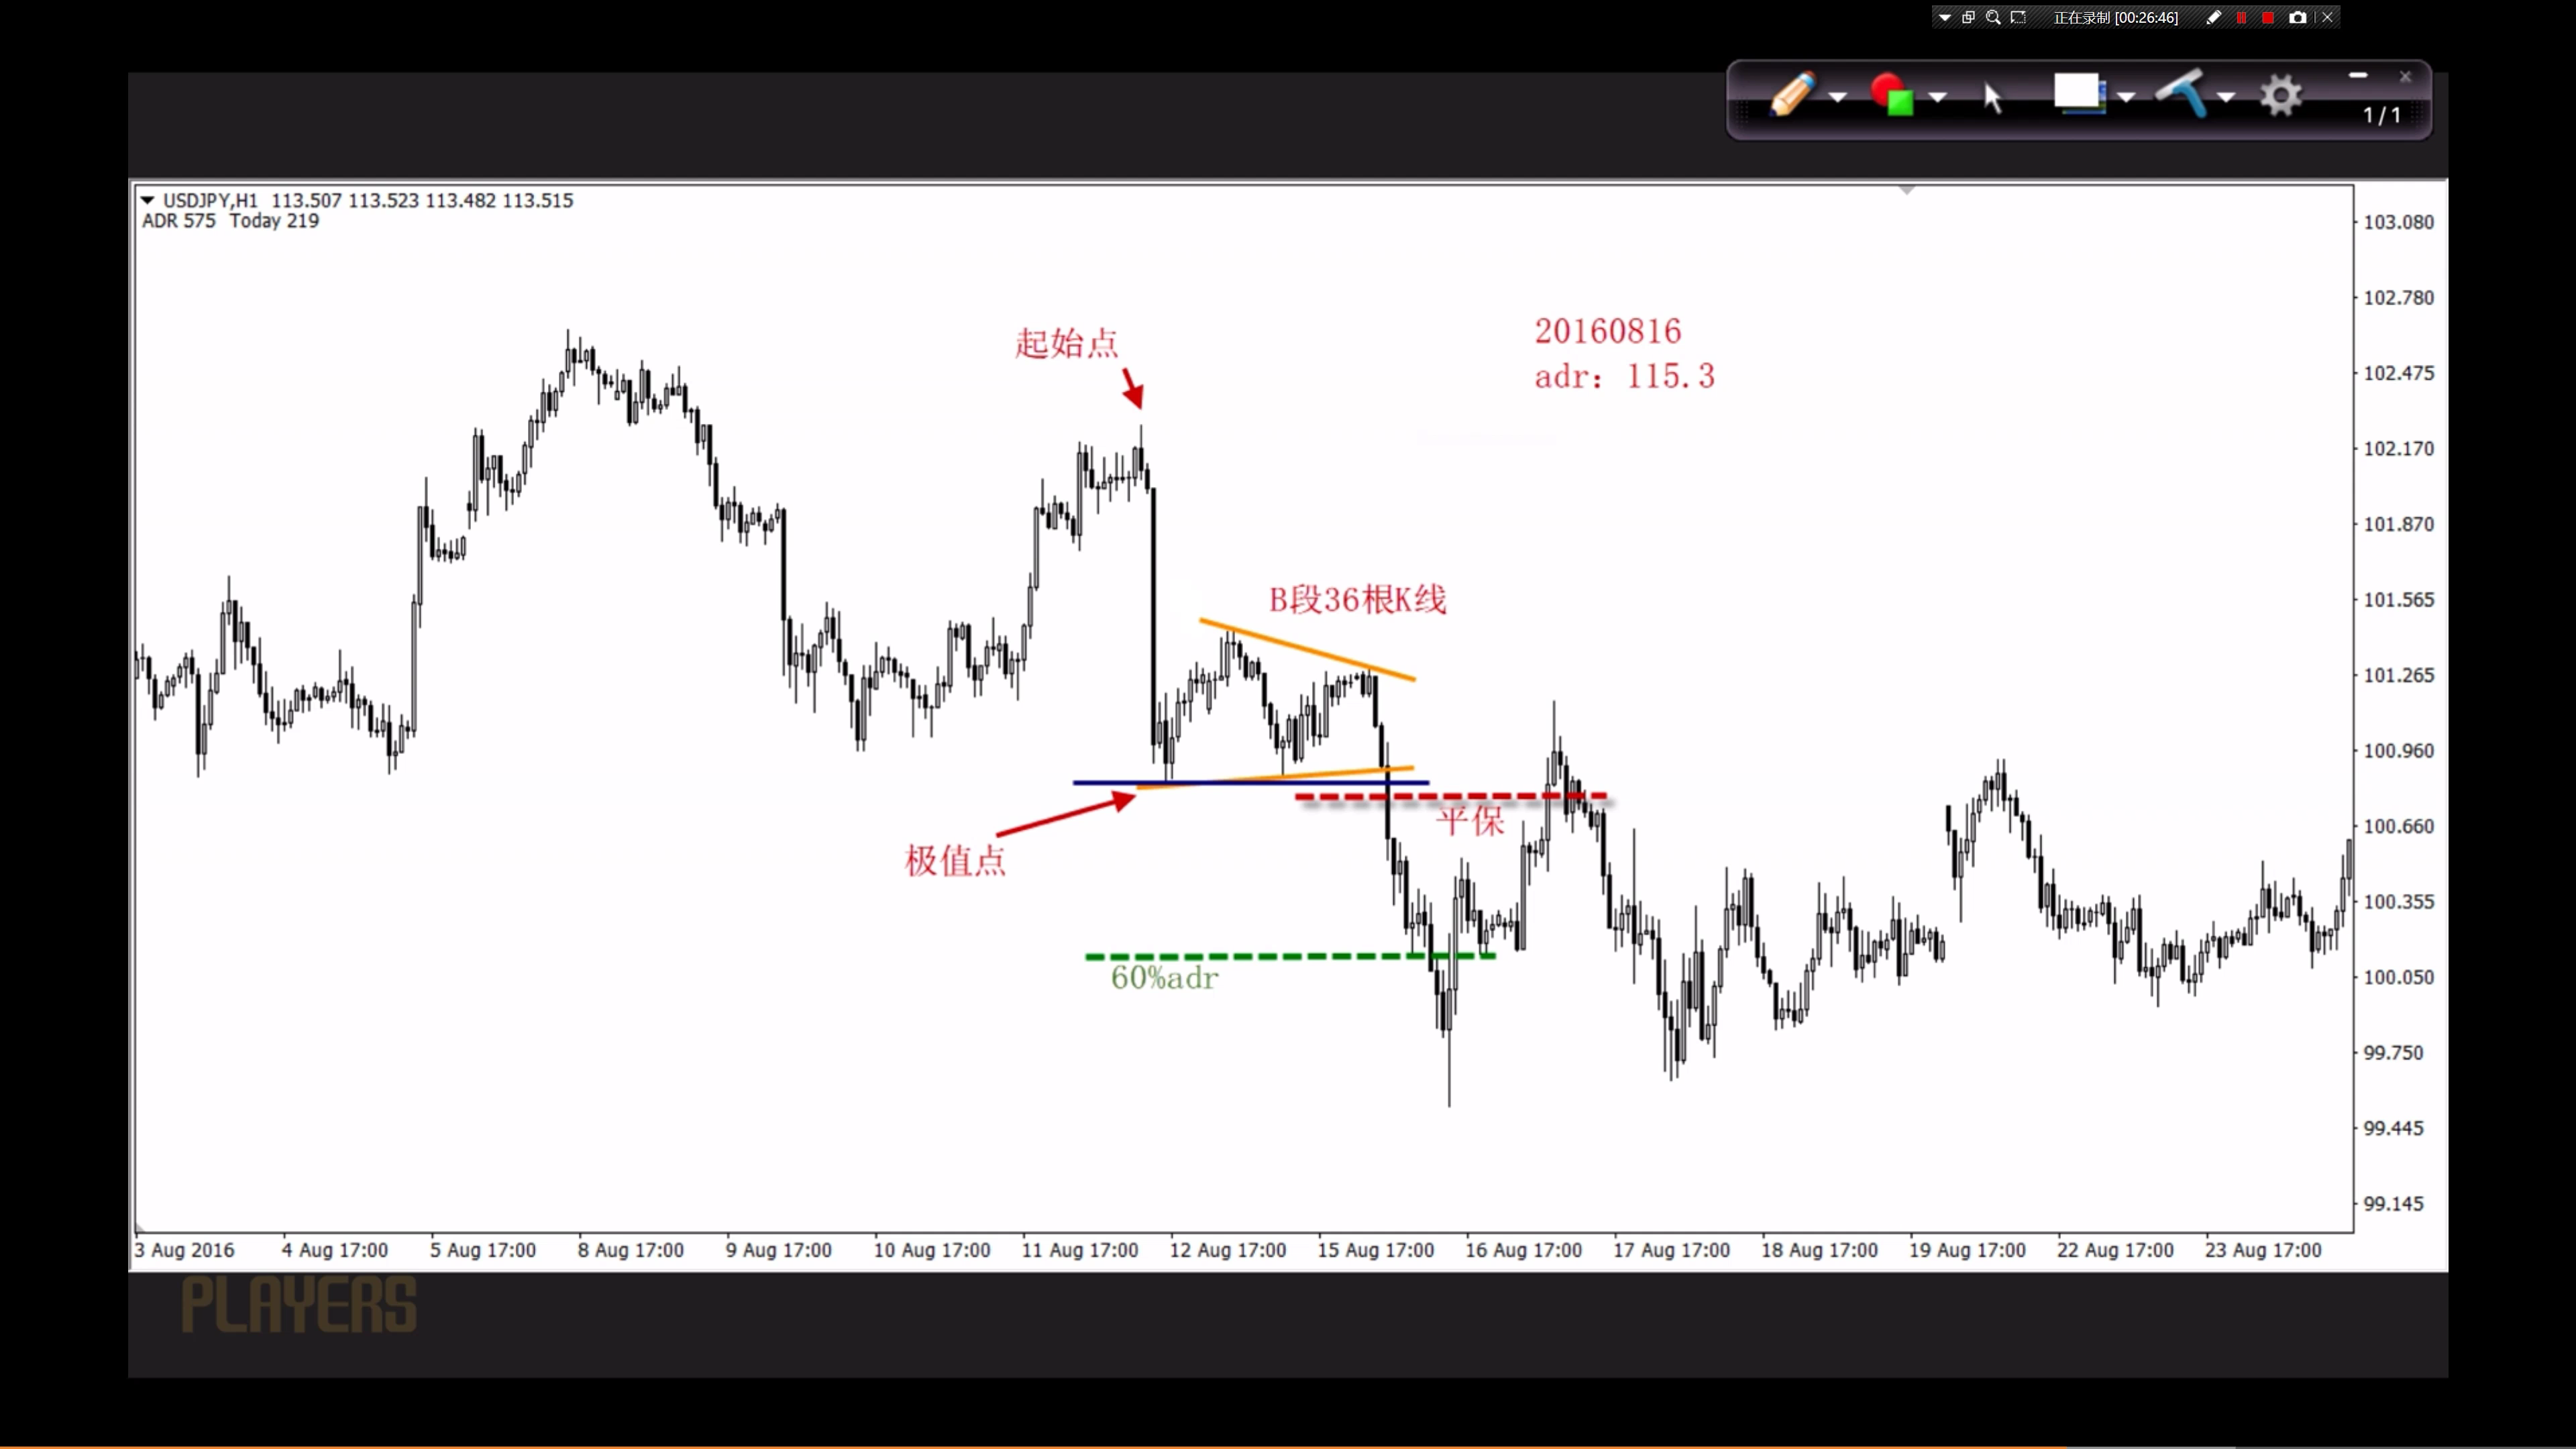 正在录制 [00:26:46]
1/1
USDJPY,H1 113.507 113.523 113.482 113.515
ADR 575 Today 219
103.080
102.780
102.475
102.170
101.870
101.565
101.265
100.960
100.660
100.355
100.050
99.750
99.445
99.145
起始点
20160816
adr: 115.3
B段36根K线
平保
极值点
60%adr
3 Aug 2016
4 Aug 17:00
5 Aug 17:00
8 Aug 17:00
9 Aug 17:00
10 Aug 17:00
11 Aug 17:00
12 Aug 17:00
15 Aug 17:00
16 Aug 17:00
17 Aug 17:00
18 Aug 17:00
19 Aug 17:00
22 Aug 17:00
23 Aug 17:00
PLAYERS